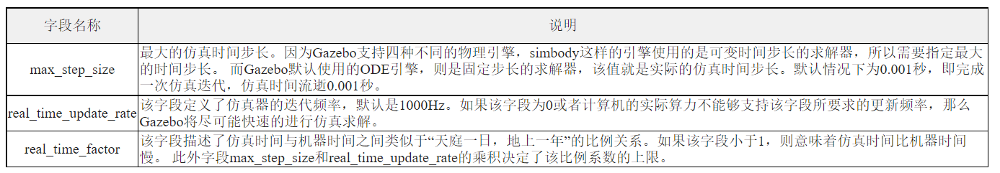 字段名称
说明
max_step_size
最大的仿真时间步长。因为Gazebo支持四种不同的物理引擎，simbody这样的引擎使用的是可变时间步长的求解器，所以需要指定最大
的时间步长。 而Gazebo默认使用的ODE引擎，则是固定步长的求解器，该值就是实际的仿真时间步长。默认情况下为0.001秒，即完成
一次仿真迭代，仿真时间流逝0.001秒。
real_time_update_rate
该字段定义了仿真器的迭代频率，默认是1000Hz。如果该字段为0或者计算机的实际算力不能够支持该字段所要求的更新频率，那么
Gazebo将尽可能快速的进行仿真求解。
real_time_factor
该字段描述了仿真时间与机器时间之间类似于“天庭一日，地上一年”的比例关系。如果该字段小于1，则意味着仿真时间比机器时间
慢。 此外字段max_step_size和real_time_update_rate的乘积决定了该比例系数的上限。